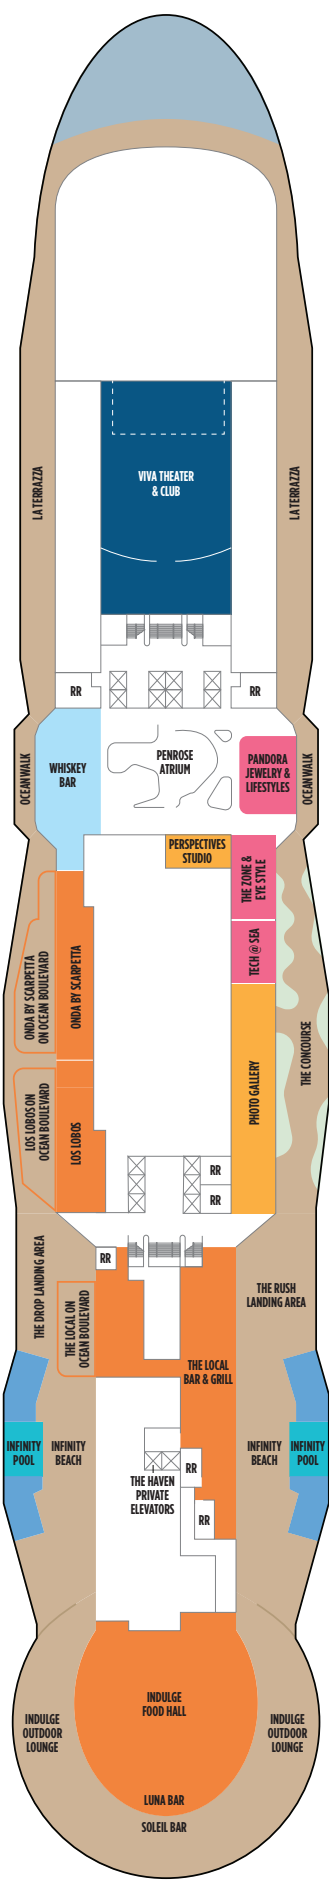 LA TERRAZZA
VIVA THEATER
& CLUB
LA TERRAZZA
RR
RR
OCEANWALK
WHISKEY
BAR
PENROSE
ATRIUM
PANDORA
JEWELRY &
LIFESTYLES
OCEANWALK
PERSPECTIVES
STUDIO
THE ZONE &
EYE STYLE
ONDA BY SCARPETTA
ON OCEAN BOULEVARD
ONDA BY SCARPETTA
TECH @ SEA
THE CONCOURSE
LOS LOBOS ON
OCEAN BOULEVARD
LOS LOBOS
PHOTO GALLERY
RR
RR
THE DROP LANDING AREA
RR
THE LOCAL ON
OCEAN BOULEVARD
THE RUSH
LANDING AREA
THE LOCAL
BAR & GRILL
INFINITY
POOL
INFINITY
BEACH
INFINITY
BEACH
INFINITY
POOL
RR
THE HAVEN
PRIVATE
ELEVATORS
RR
INDULGE
FOOD HALL
INDULGE
OUTDOOR
LOUNGE
INDULGE
OUTDOOR
LOUNGE
LUNA BAR
SOLEIL BAR